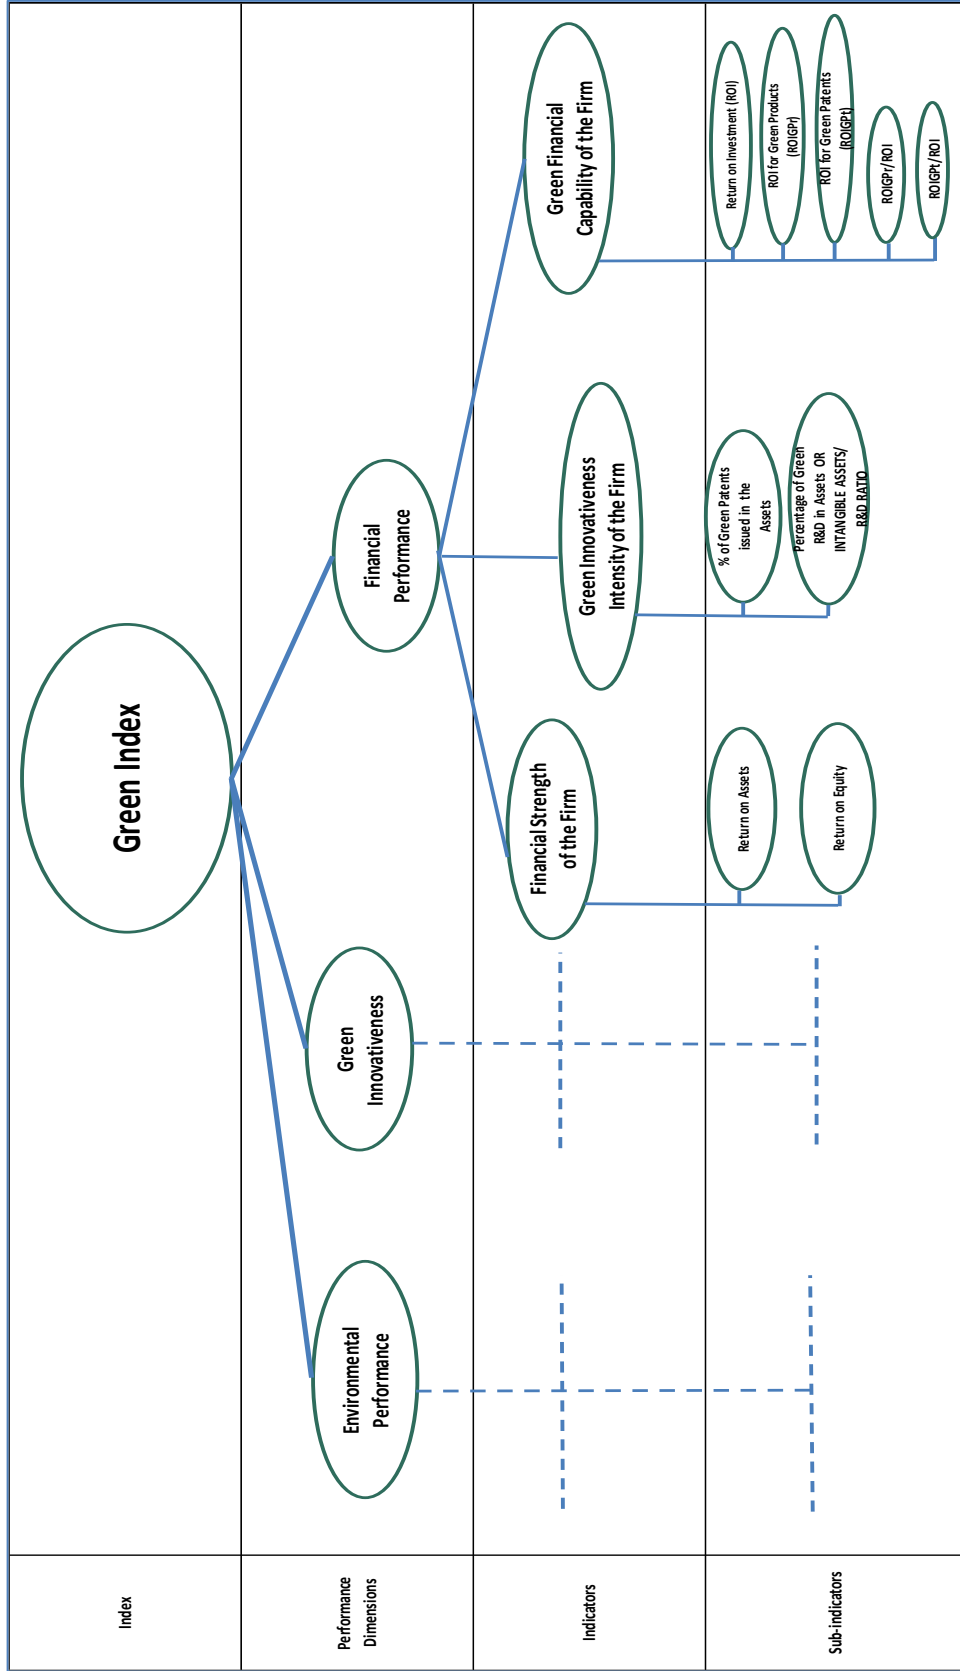 Index
Green Index
Performance
Dimensions
Environmental
Performance
Green
Innovativeness
Financial
Performance
Indicators
Financial Strength
of the Firm
Green Innovativeness
Intensity of the Firm
Green Financial
Capability of the Firm
Sub-indicators
Return on Assets
Return on Equity
% of Green Patents
issued in the
Assets
Percentage of Green
R&D in Assets OR
INTANGIBLE ASSETS/
R&D RATIO
Return on Investment (ROI)
ROI for Green Products
(ROIGPr)
ROI for Green Patents
(ROIGPt)
ROIGPr/ROI
ROIGPt/ROI